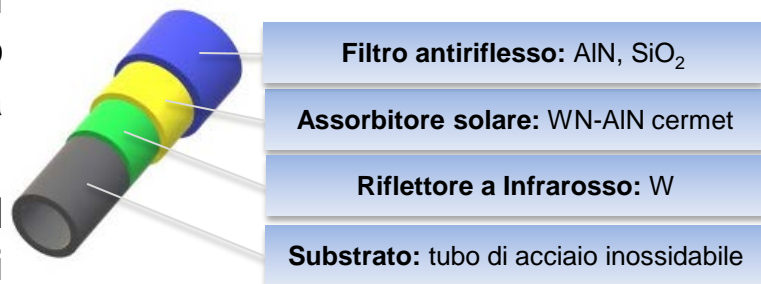 Filtro antiriflesso: AlN, SiO₂
Assorbitore solare: WN-AlN cermet
Riflettore a Infrarosso: W
Substrato: tubo di acciaio inossidabile